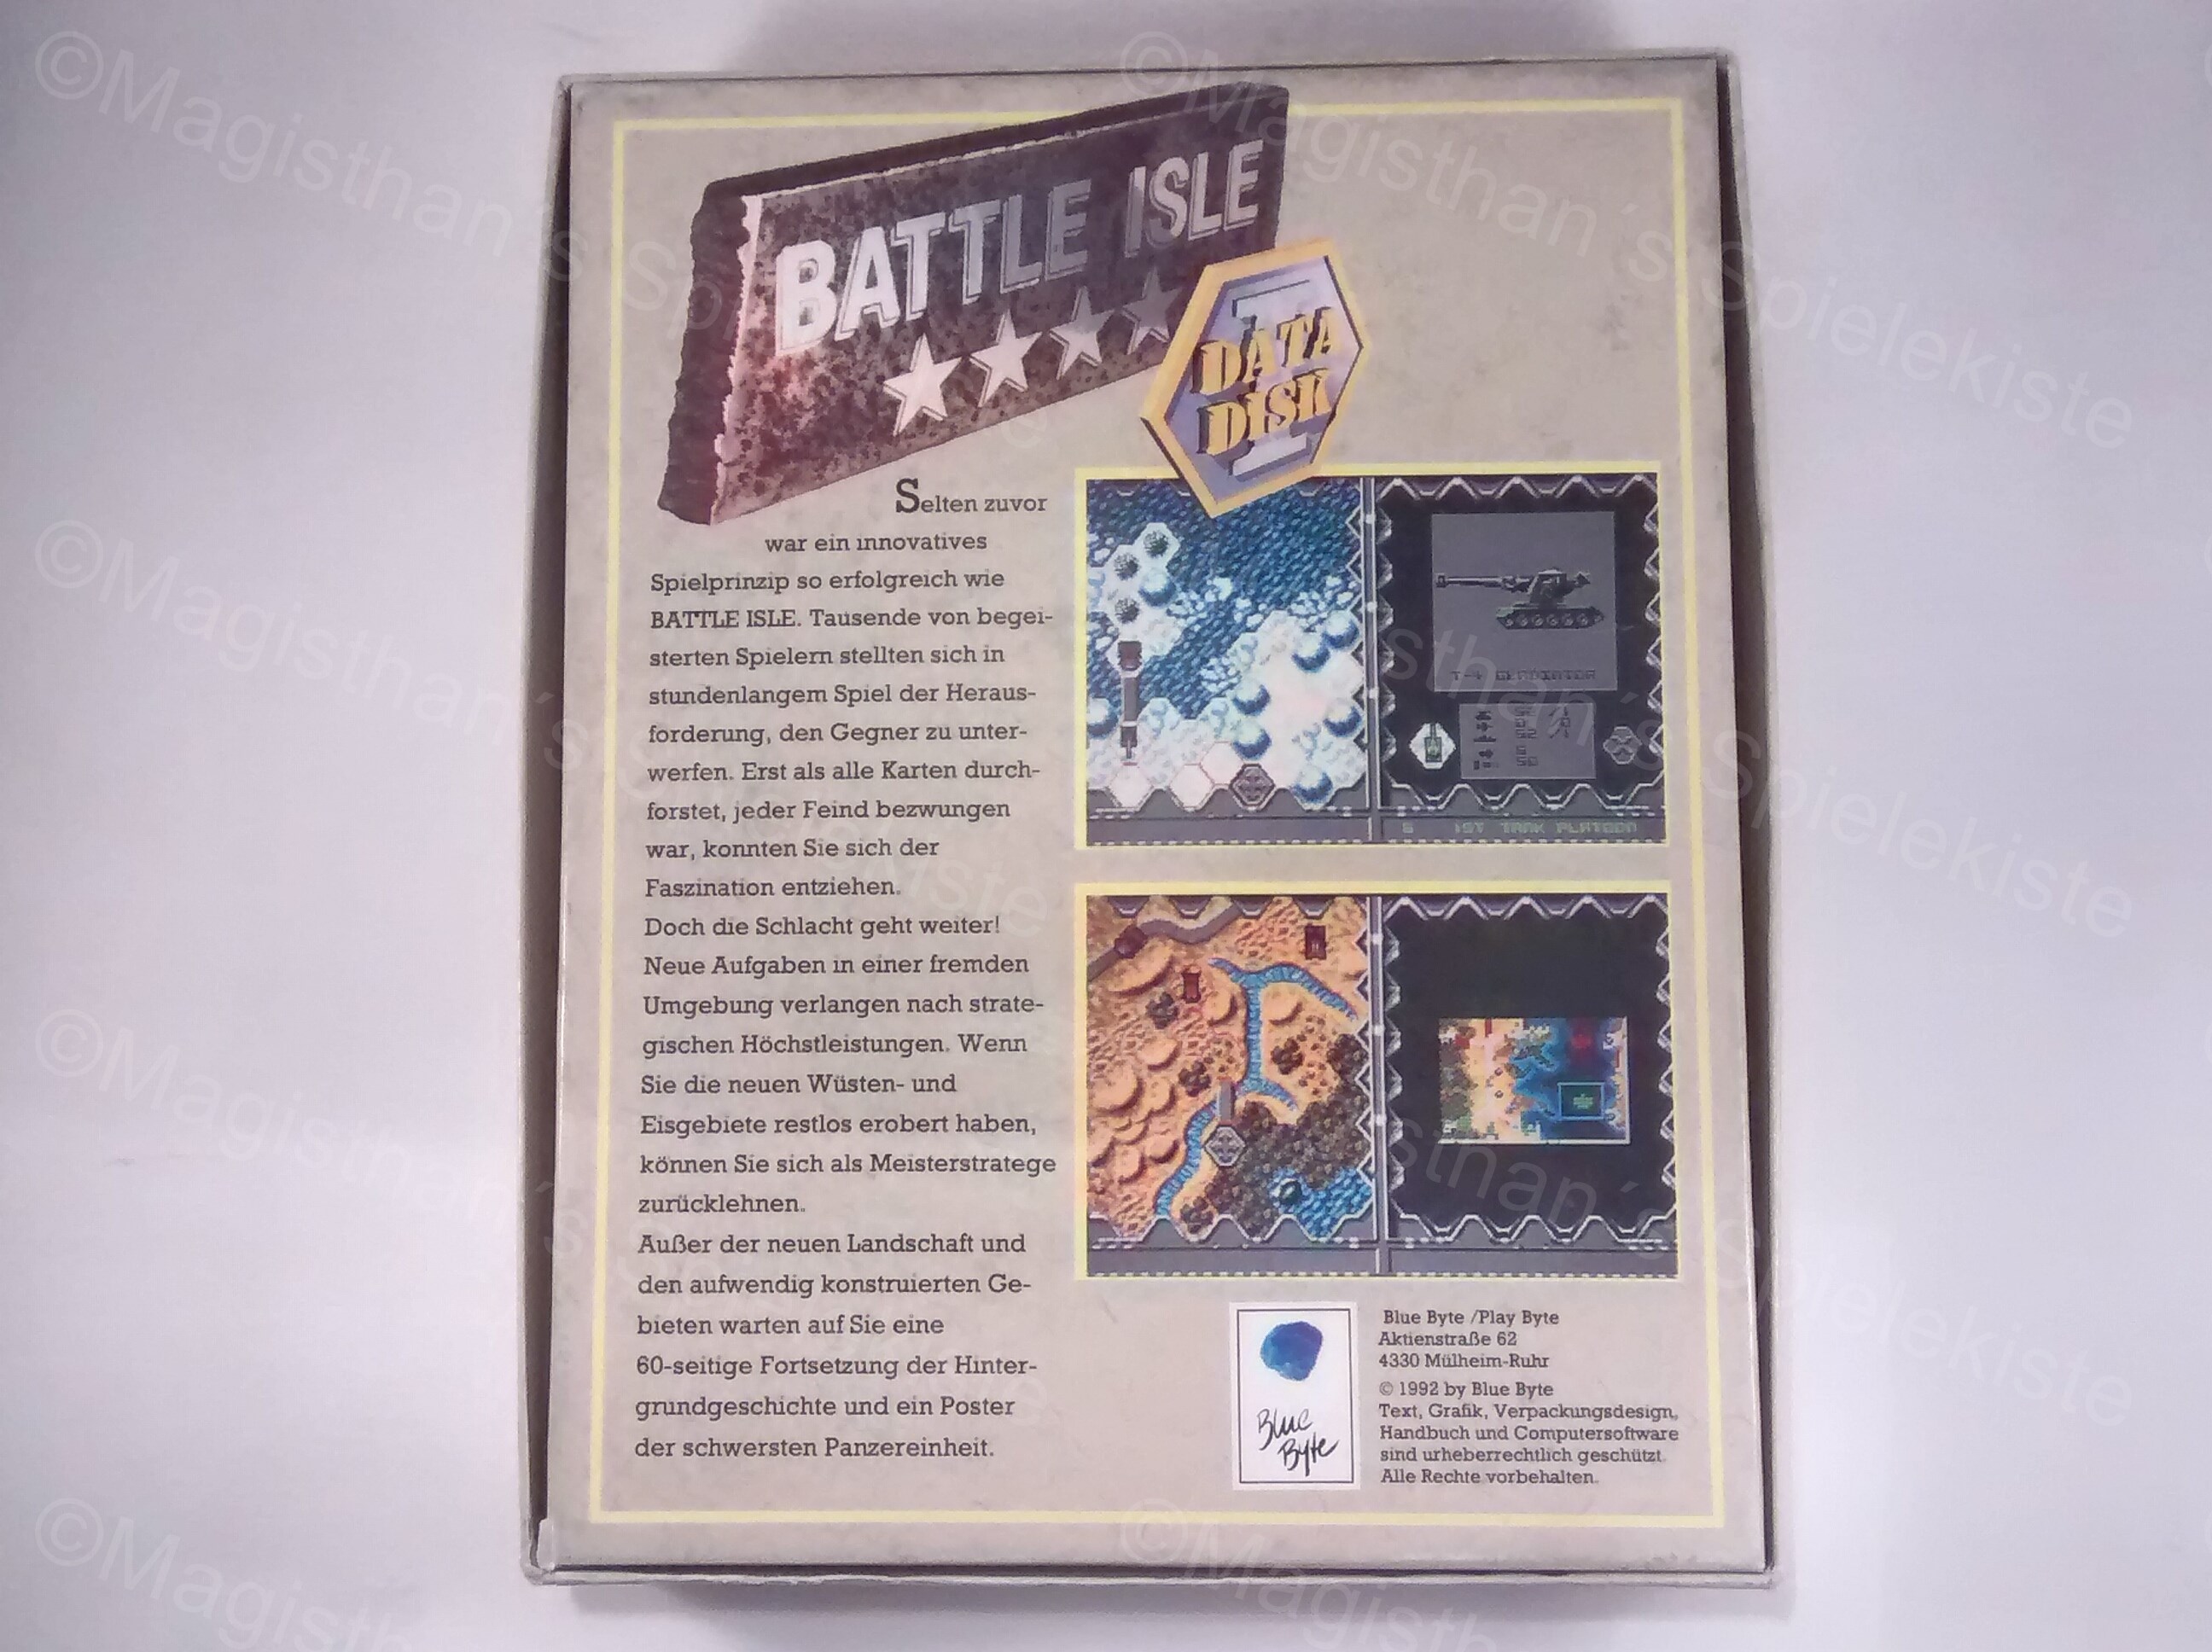 BATTLE ISLE
DATA
DISK
Selten zuvor
war ein innovatives
Spielprinzip so erfolgreich wie
BATTLE ISLE. Tausende von begei-
sterten Spielern stellten sich in
stundenlangem Spiel der Heraus-
forderung, den Gegner zu unter-
werfen. Erst als alle Karten durch-
forstet, jeder Feind bezwungen
war, konnten Sie sich der
Faszination entziehen.
Doch die Schlacht geht weiter!
Neue Aufgaben in einer fremden
Umgebung verlangen nach strate-
gischen Höchstleistungen. Wenn
Sie die neuen Wüsten- und
Eisgebiete restlos erobert haben,
können Sie sich als Meisterstratege
zurücklehnen.
Außer der neuen Landschaft und
den aufwendig konstruierten Ge-
bieten warten auf Sie eine
60-seitige Fortsetzung der Hinter-
grundgeschichte und ein Poster
der schwersten Panzereinheit.
6 1ST TANK PLATOON
Blue
Byte
Blue Byte /Play Byte
Aktienstraße 62
4330 Mülheim-Ruhr
© 1992 by Blue Byte
Text, Grafik, Verpackungsdesign,
Handbuch und Computersoftware
sind urheberrechtlich geschützt.
Alle Rechte vorbehalten.
©Magisthan´s Spielekiste
©Magisthan´s Spielekiste
©Magisthan´s Spielekiste
©Magisthan´s Spielekiste